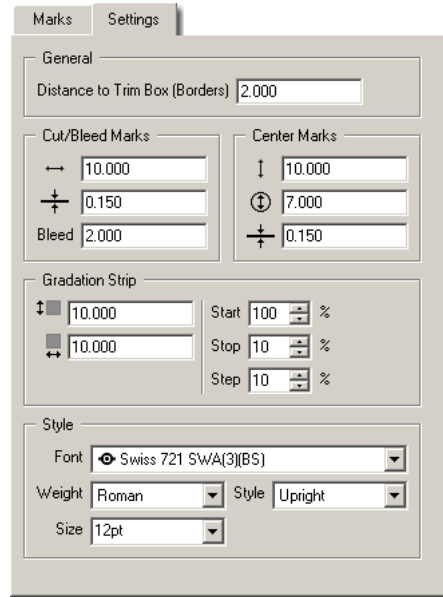 Marks Settings
General
Distance to Trim Box (Borders) 2.000
Cut/Bleed Marks
10.000
0.150
Bleed 2.000
Center Marks
10.000
7.000
0.150
Gradation Strip
10.000
10.000
Start 100 %
Stop 10 %
Step 10 %
Style
Font Swiss 721 SWA(3)(BS)
Weight Roman Style Upright
Size 12pt